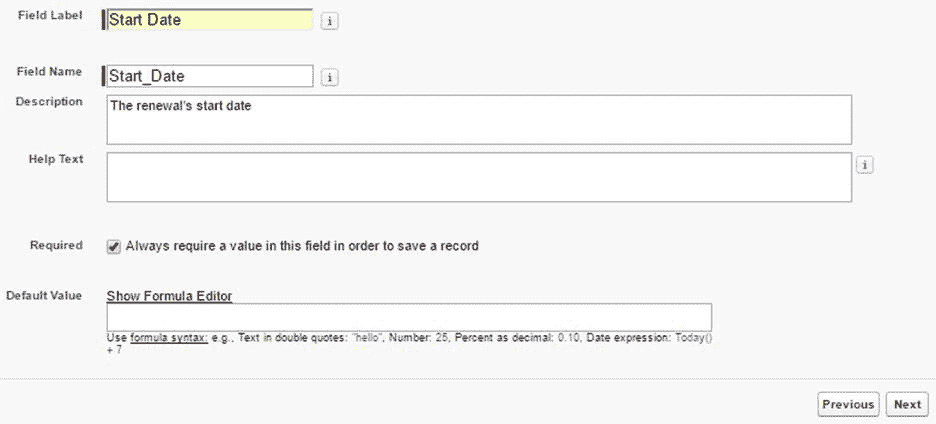 Field Label Start Date i
Field Name Start_Date i
Description The renewal's start date
Help Text i
Required Always require a value in this field in order to save a record
Default Value Show Formula Editor
Use formula syntax: e.g., Text in double quotes: "hello", Number: 25, Percent as decimal: 0.10, Date expression: Today()
+ 7
Previous Next